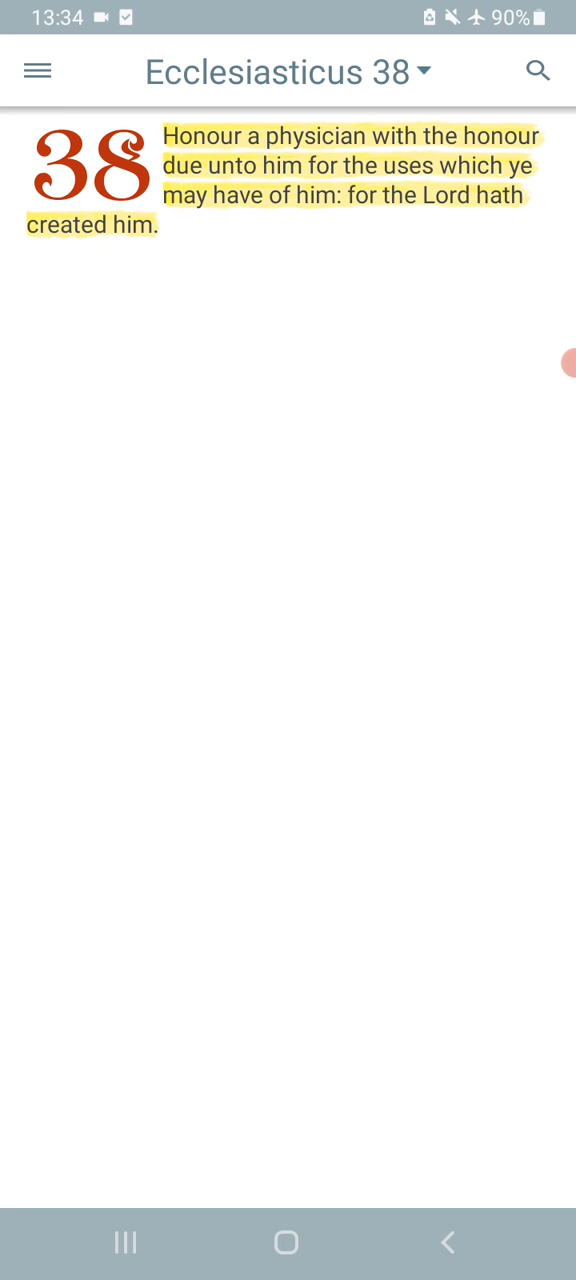 13:34
90%
Ecclesiasticus 38
38 Honour a physician with the honour
due unto him for the uses which ye
may have of him: for the Lord hath
created him.